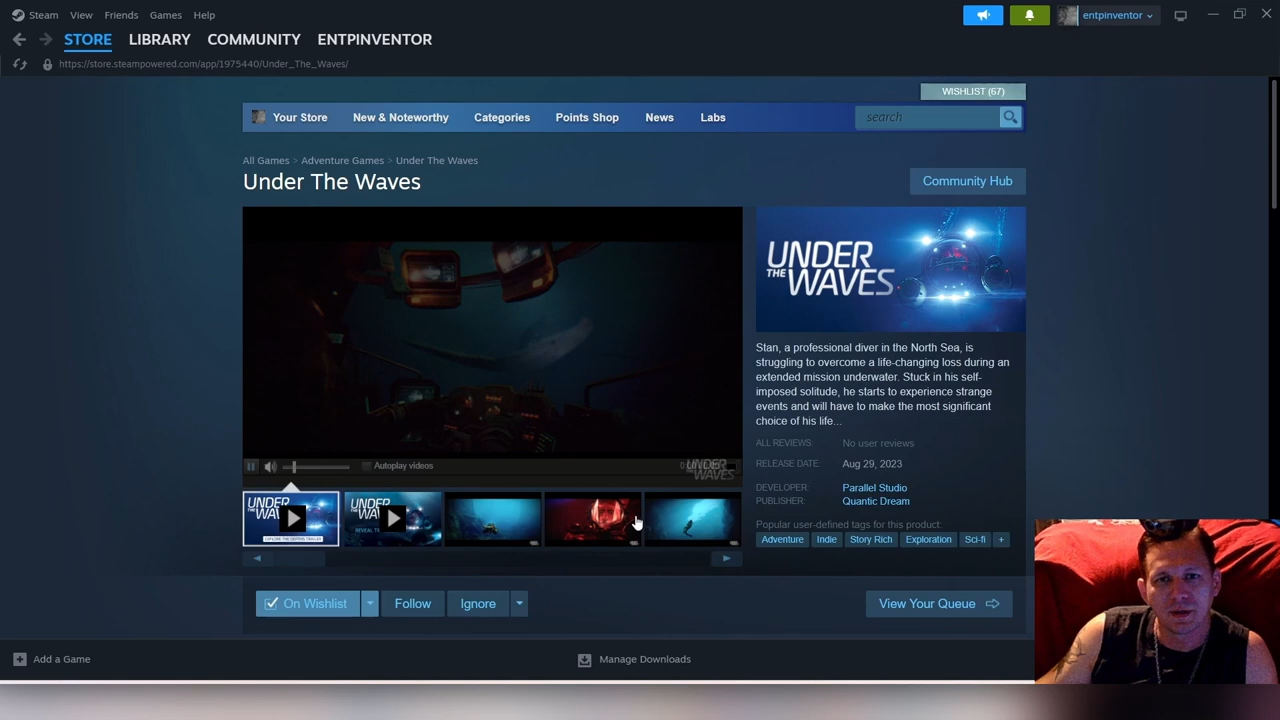 Steam View Friends Games Help
entpinventor
STORE LIBRARY COMMUNITY ENTPINVENTOR
https://store.steampowered.com/app/1975440/Under_The_Waves/
WISHLIST (67)
Your Store New & Noteworthy Categories Points Shop News Labs
search
All Games > Adventure Games > Under The Waves
Under The Waves
Community Hub
UNDER
THE WAVES
Stan, a professional diver in the North Sea, is
struggling to overcome a life-changing loss during an
extended mission underwater. Stuck in his self-
imposed solitude, he starts to experience strange
events and will have to make the most significant
choice of his life...
ALL REVIEWS: No user reviews
RELEASE DATE: Aug 29, 2023
DEVELOPER: Parallel Studio
PUBLISHER: Quantic Dream
Popular user-defined tags for this product:
Adventure Indie Story Rich Exploration Sci-fi +
Autoplay videos
UNDER
THE WAVES
UNDER
EXPLORE THE DEPTHS TRAILER
UNDER
On Wishlist Follow Ignore
View Your Queue
Add a Game
Manage Downloads